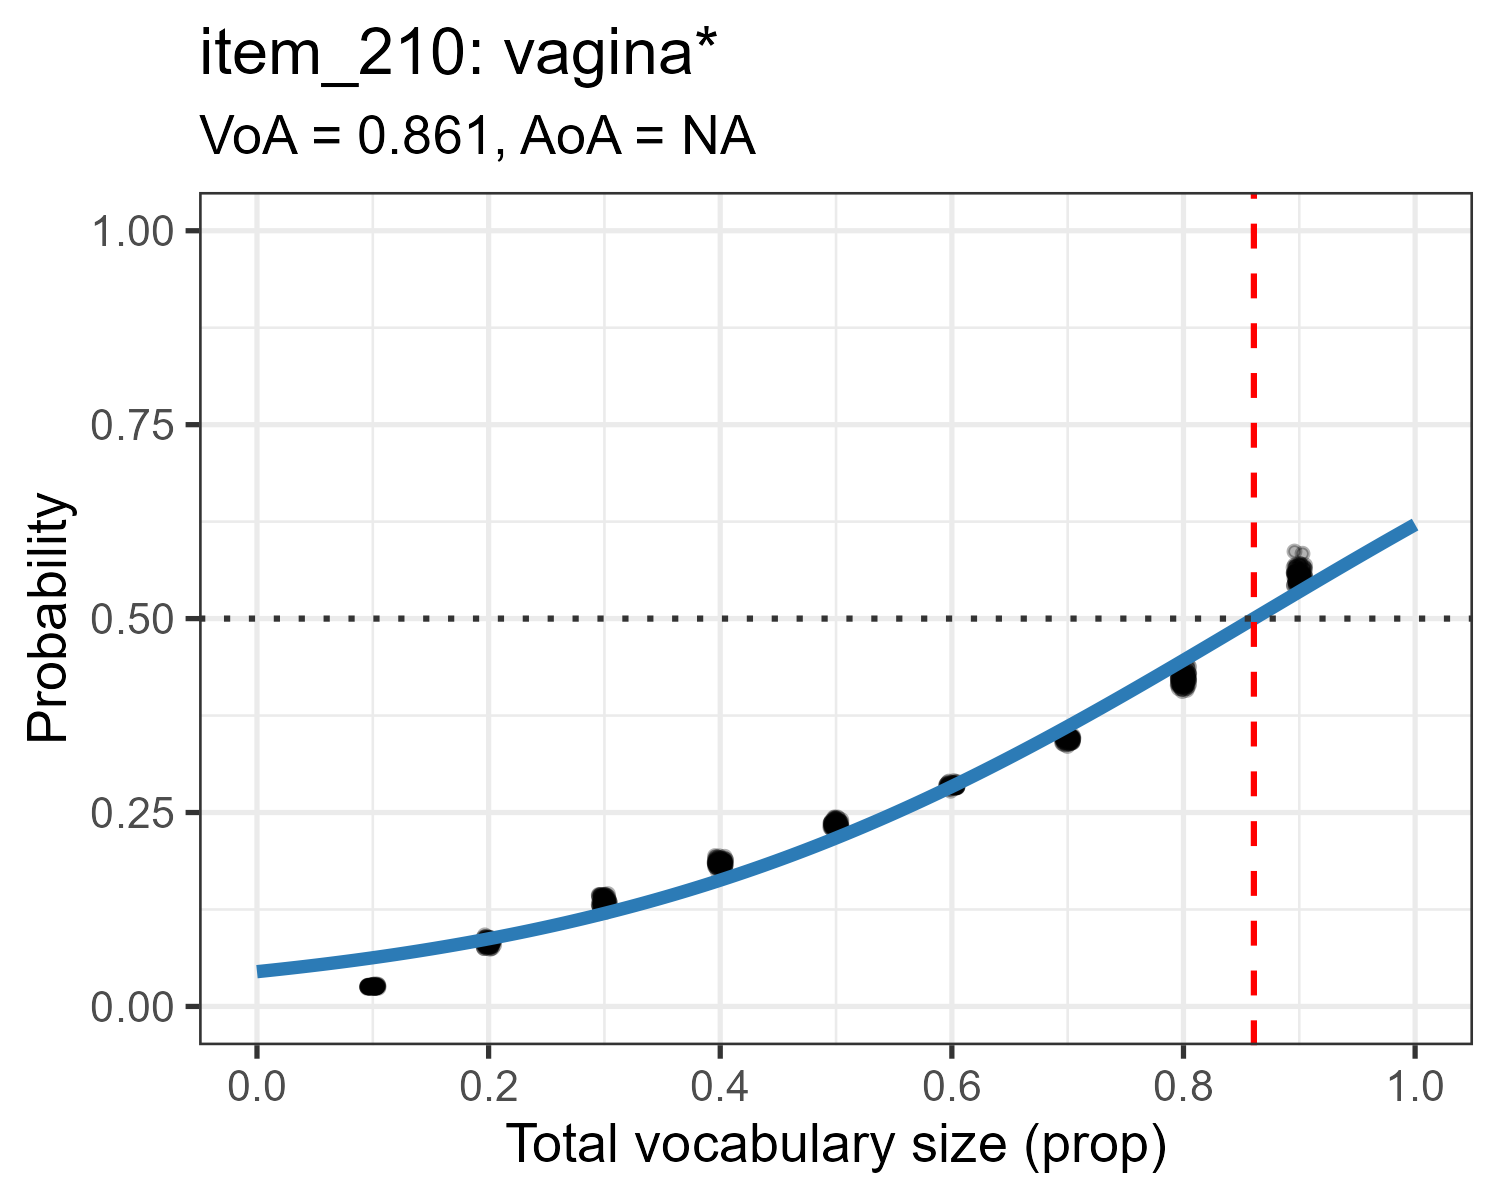 item_210: vagina*
VoA = 0.861, AoA = NA
1.00
0.75
0.50
0.25
0.00
Probability
0.0 0.2 0.4 0.6 0.8 1.0
Total vocabulary size (prop)